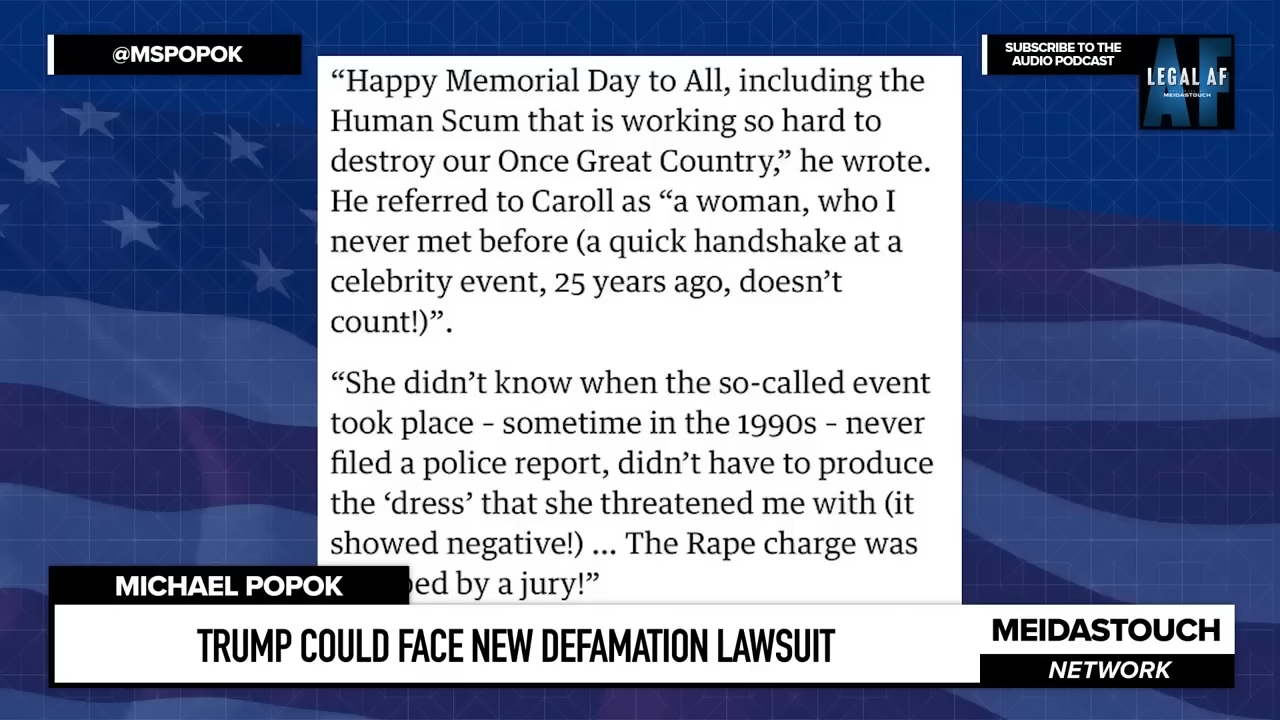 @MSPOPOK
SUBSCRIBE TO THE
AUDIO PODCAST
LEGAL AF
MEIDASTOUCH
“Happy Memorial Day to All, including the
Human Scum that is working so hard to
destroy our Once Great Country,” he wrote.
He referred to Caroll as “a woman, who I
never met before (a quick handshake at a
celebrity event, 25 years ago, doesn’t
count!)”.
“She didn’t know when the so-called event
took place – sometime in the 1990s – never
filed a police report, didn’t have to produce
the ‘dress’ that she threatened me with (it
showed negative!) ... The Rape charge was
by a jury!”
MICHAEL POPOK
TRUMP COULD FACE NEW DEFAMATION LAWSUIT
MEIDASTOUCH
NETWORK